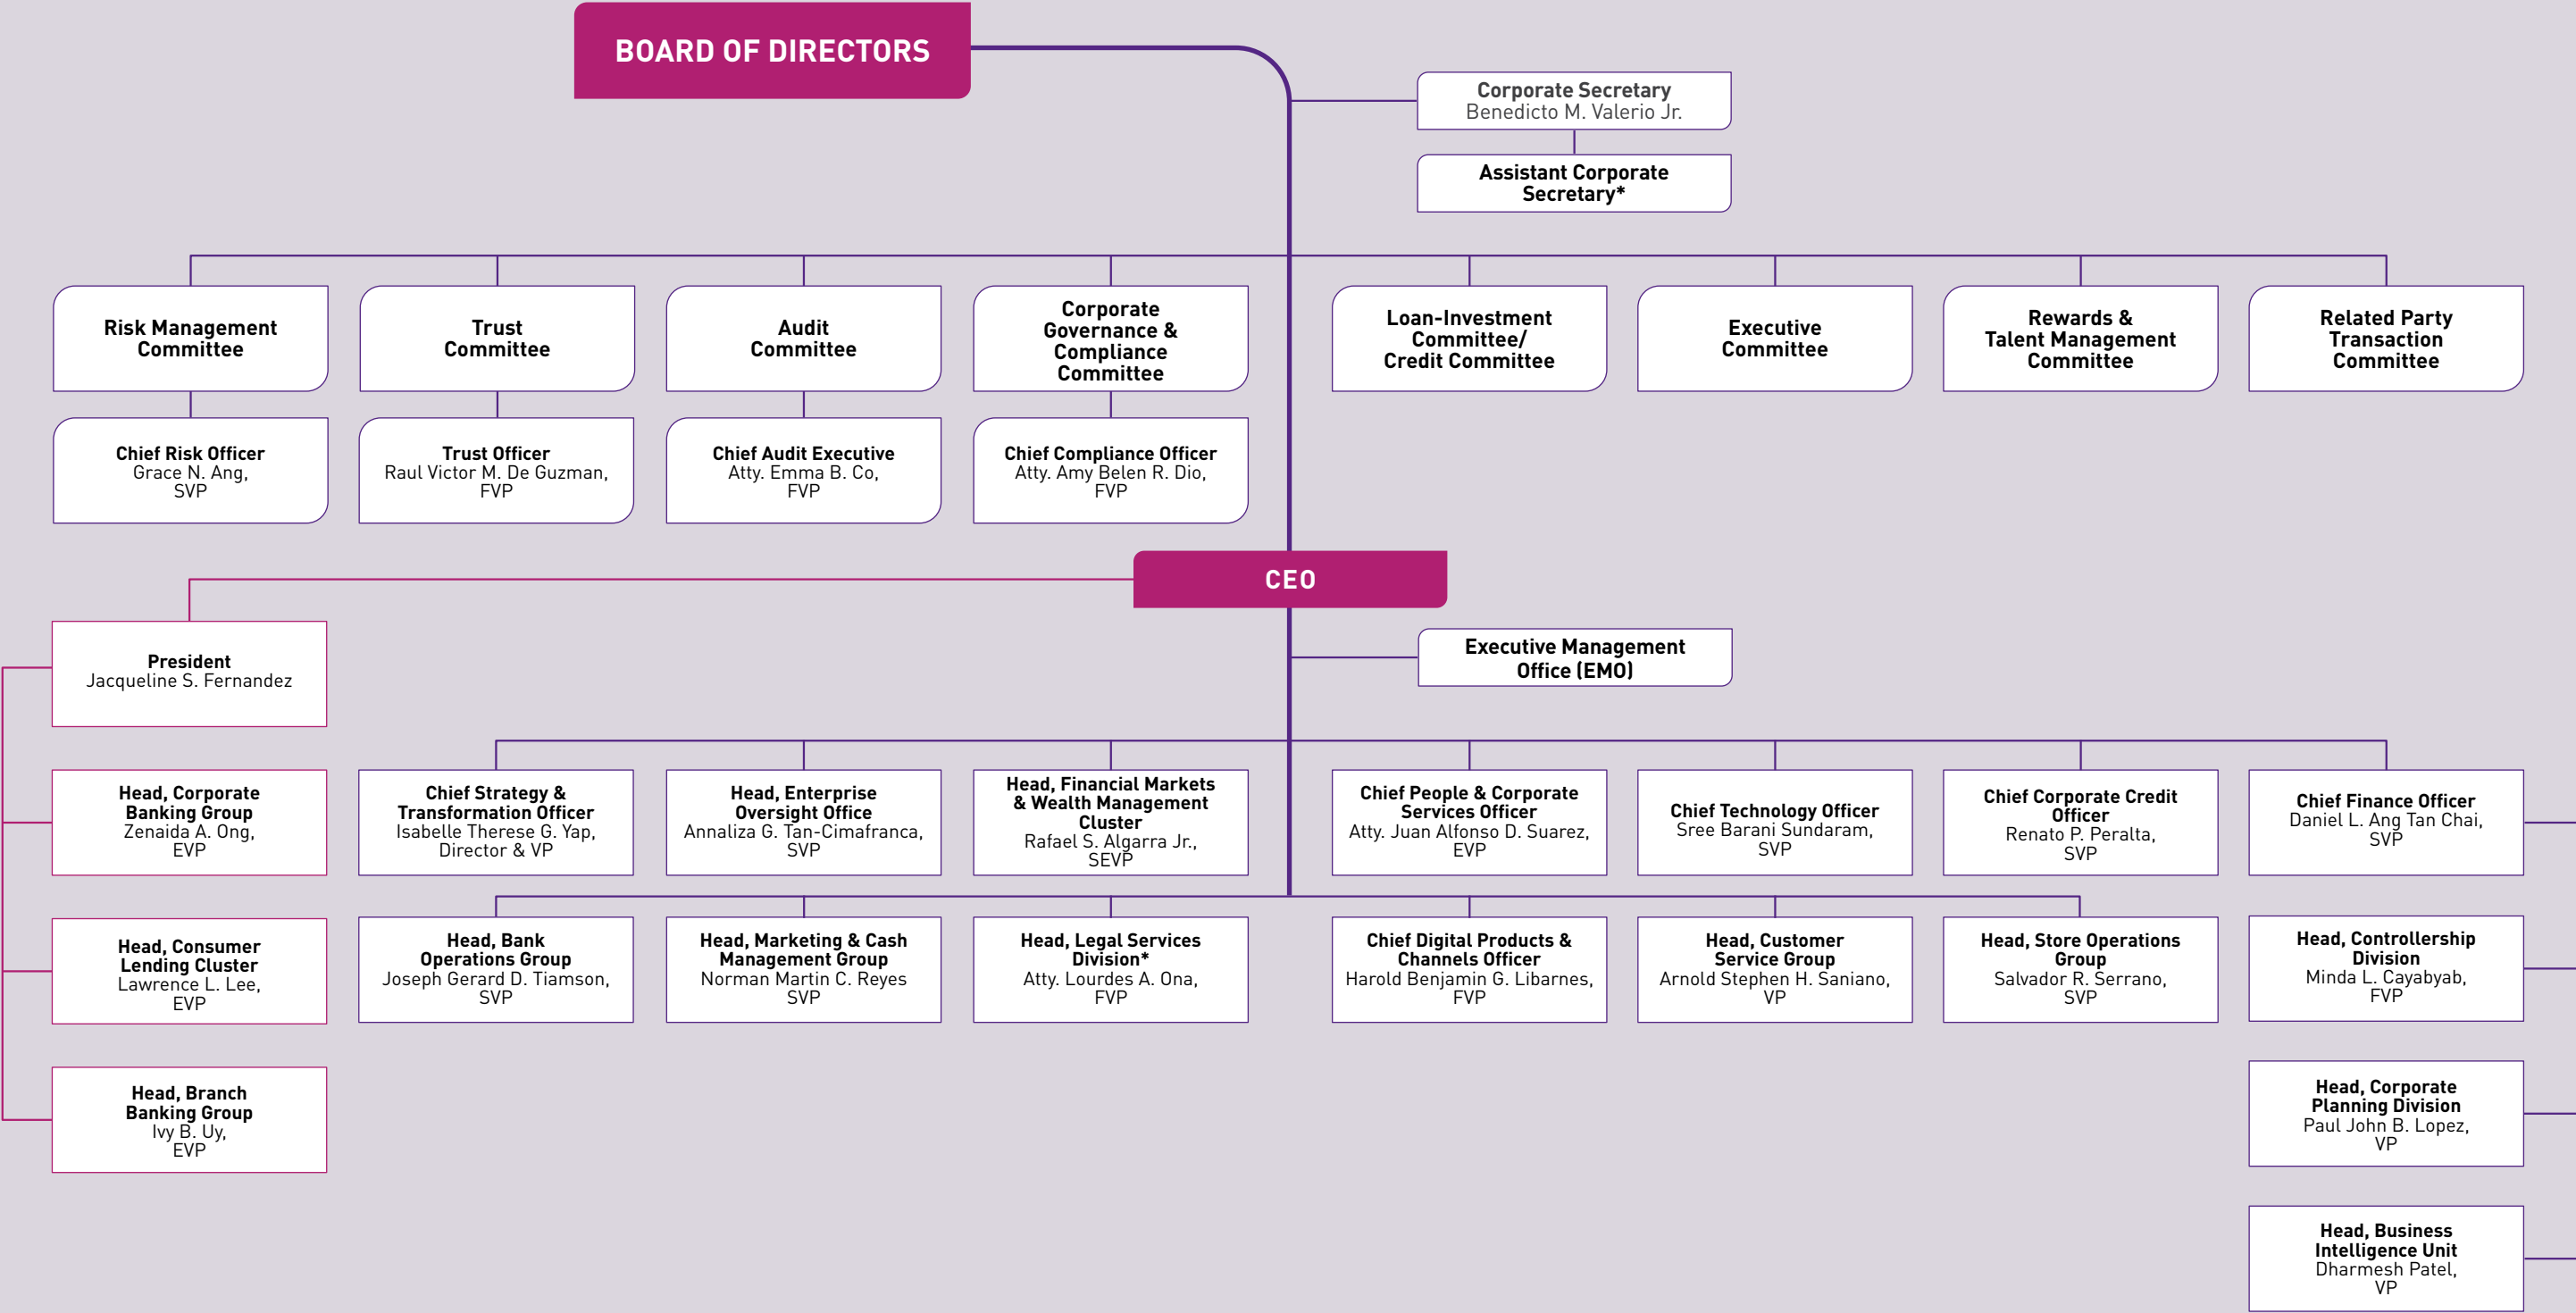 BOARD OF DIRECTORS
Corporate Secretary
Benedicto M. Valerio Jr.
Assistant Corporate
Secretary*
Risk Management
Committee
Trust
Committee
Audit
Committee
Corporate
Governance &
Compliance
Committee
Loan-Investment
Committee/
Credit Committee
Executive
Committee
Rewards &
Talent Management
Committee
Related Party
Transaction
Committee
Chief Risk Officer
Grace N. Ang,
SVP
Trust Officer
Raul Victor M. De Guzman,
FVP
Chief Audit Executive
Atty. Emma B. Co,
FVP
Chief Compliance Officer
Atty. Amy Belen R. Dio,
FVP
CEO
President
Jacqueline S. Fernandez
Executive Management
Office (EMO)
Head, Corporate
Banking Group
Zenaida A. Ong,
EVP
Chief Strategy &
Transformation Officer
Isabelle Therese G. Yap,
Director & VP
Head, Enterprise
Oversight Office
Annaliza G. Tan-Cimafranca,
SVP
Head, Financial Markets
& Wealth Management
Cluster
Rafael S. Algarra Jr.,
SEVP
Chief People & Corporate
Services Officer
Atty. Juan Alfonso D. Suarez,
EVP
Chief Technology Officer
Sree Barani Sundaram,
SVP
Chief Corporate Credit
Officer
Renato P. Peralta,
SVP
Chief Finance Officer
Daniel L. Ang Tan Chai,
SVP
Head, Consumer
Lending Cluster
Lawrence L. Lee,
EVP
Head, Bank
Operations Group
Joseph Gerard D. Tiamson,
SVP
Head, Marketing & Cash
Management Group
Norman Martin C. Reyes
SVP
Head, Legal Services
Division*
Atty. Lourdes A. Ona,
FVP
Chief Digital Products &
Channels Officer
Harold Benjamin G. Libarnes,
FVP
Head, Customer
Service Group
Arnold Stephen H. Saniano,
VP
Head, Store Operations
Group
Salvador R. Serrano,
SVP
Head, Controllership
Division
Minda L. Cayabyab,
FVP
Head, Branch
Banking Group
Ivy B. Uy,
EVP
Head, Corporate
Planning Division
Paul John B. Lopez,
VP
Head, Business
Intelligence Unit
Dharmesh Patel,
VP